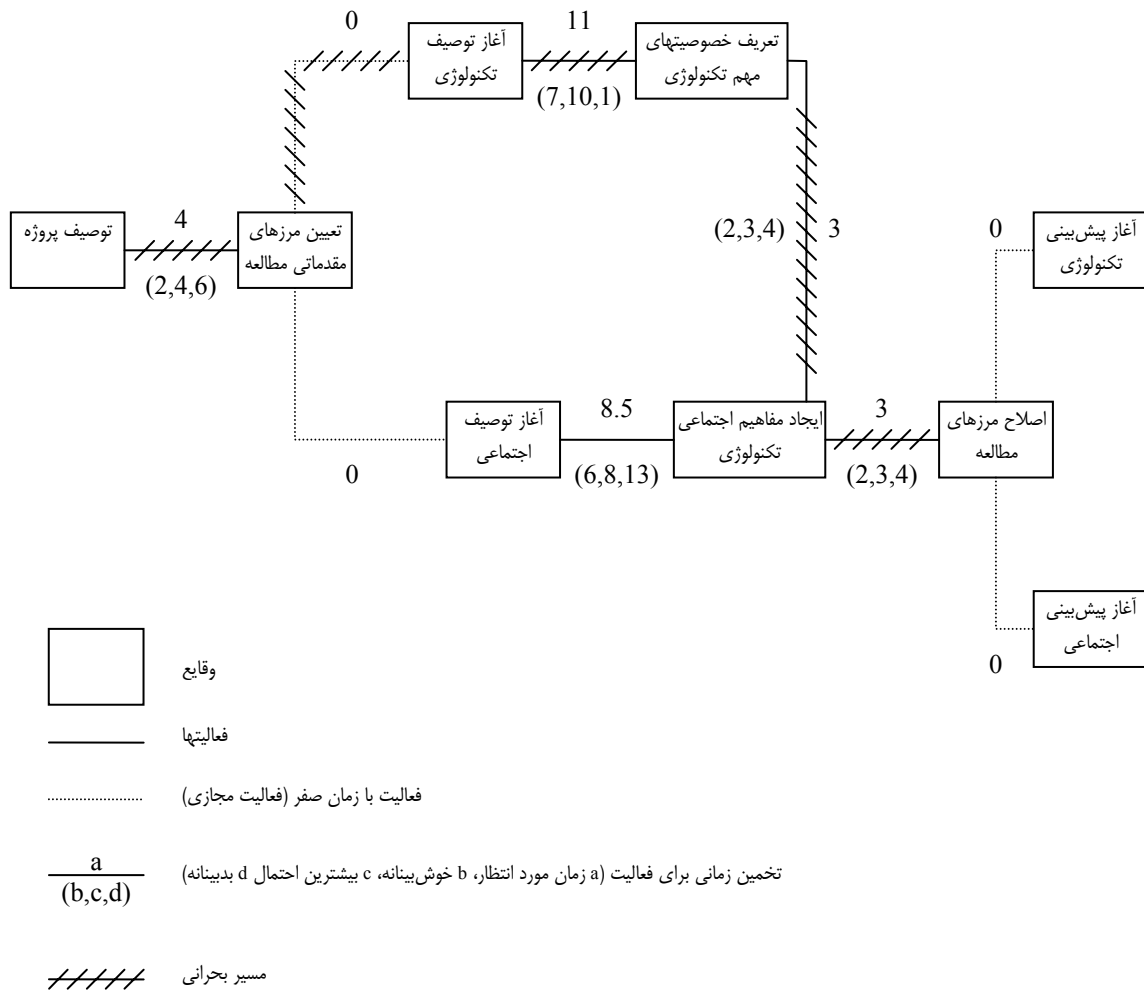 0
آغاز توصیف
تکنولوژی
11
(7,10,1)
تعریف خصوصیتهای
مهم تکنولوژی
توصیف پروژه
4
(2,4,6)
تعیین مرزهای
مقدماتی مطالعه
(2,3,4)
3
0
آغاز پیش‌بینی
تکنولوژی
0
آغاز توصیف
اجتماعی
8.5
(6,8,13)
ایجاد مفاهیم اجتماعی
تکنولوژی
3
(2,3,4)
اصلاح مرزهای
مطالعه
0
آغاز پیش‌بینی
اجتماعی
وقایع
فعالیتها
فعالیت با زمان صفر (فعالیت مجازی)
a
(b,c,d)
تخمین زمانی برای فعالیت (a زمان مورد انتظار، b خوش‌بینانه، c بیشترین احتمال d بدبینانه)
مسیر بحرانی